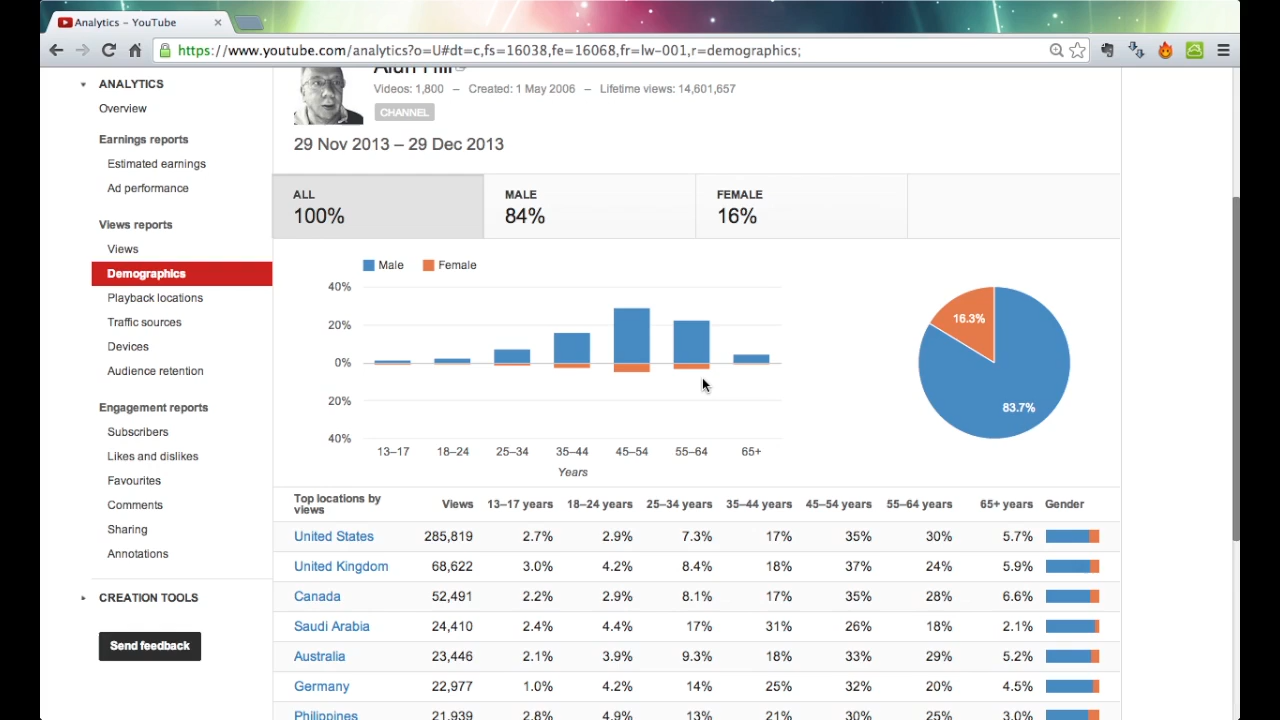 Analytics - YouTube
https://www.youtube.com/analytics?o=U#dt=c,fs=16038,fe=16068,fr=lw-001,r=demographics;
ANALYTICS
Overview
Earnings reports
Estimated earnings
Ad performance
Views reports
Views
Demographics
Playback locations
Traffic sources
Devices
Audience retention
Engagement reports
Subscribers
Likes and dislikes
Favourites
Comments
Sharing
Annotations
CREATION TOOLS
Send feedback
Videos: 1,800 – Created: 1 May 2006 – Lifetime views: 14,601,657
CHANNEL
29 Nov 2013 – 29 Dec 2013
ALL
100%
MALE
84%
FEMALE
16%
Male Female
40%
20%
0%
20%
40%
13–17 18–24 25–34 35–44 45–54 55–64 65+
Years
16.3%
83.7%
Top locations by views Views 13–17 years 18–24 years 25–34 years 35–44 years 45–54 years 55–64 years 65+ years Gender
United States 285,819 2.7% 2.9% 7.3% 17% 35% 30% 5.7%
United Kingdom 68,622 3.0% 4.2% 8.4% 18% 37% 24% 5.9%
Canada 52,491 2.2% 2.9% 8.1% 17% 35% 28% 6.6%
Saudi Arabia 24,410 2.4% 4.4% 17% 31% 26% 18% 2.1%
Australia 23,446 2.1% 3.9% 9.3% 18% 33% 29% 5.2%
Germany 22,977 1.0% 4.2% 14% 25% 32% 20% 4.5%
Philippines 21,939 2.8% 4.9% 13% 21% 30% 25% 3.0%